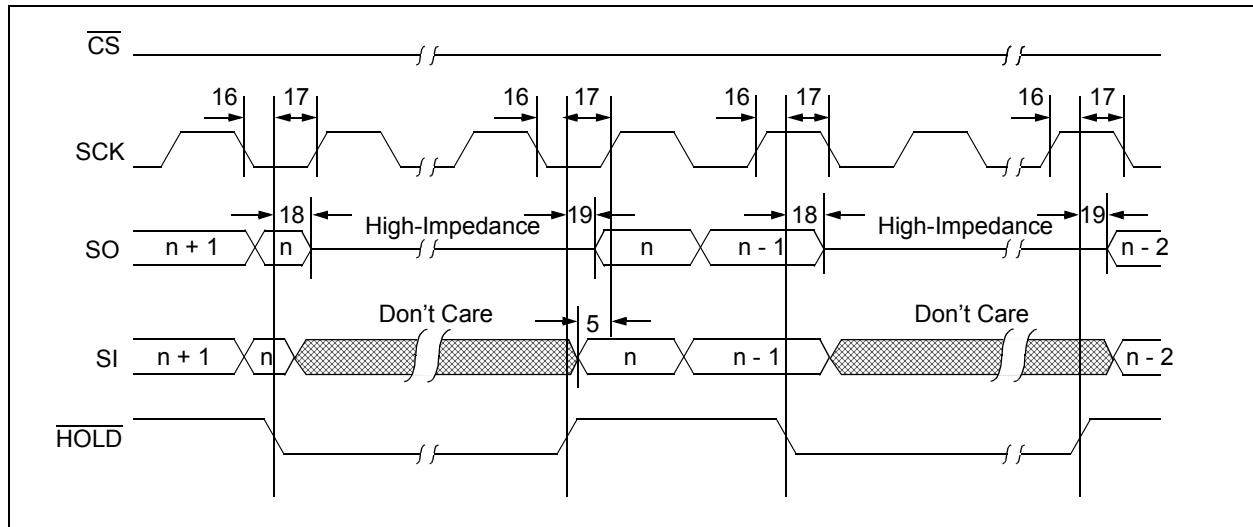 CS
16 17 16 17 16 17 16 17
SCK
18 High-Impedance 19 18 High-Impedance 19
SO n + 1 n n n - 1 n - 2
Don't Care 5 Don't Care
SI n + 1 n n n - 1 n - 2
HOLD